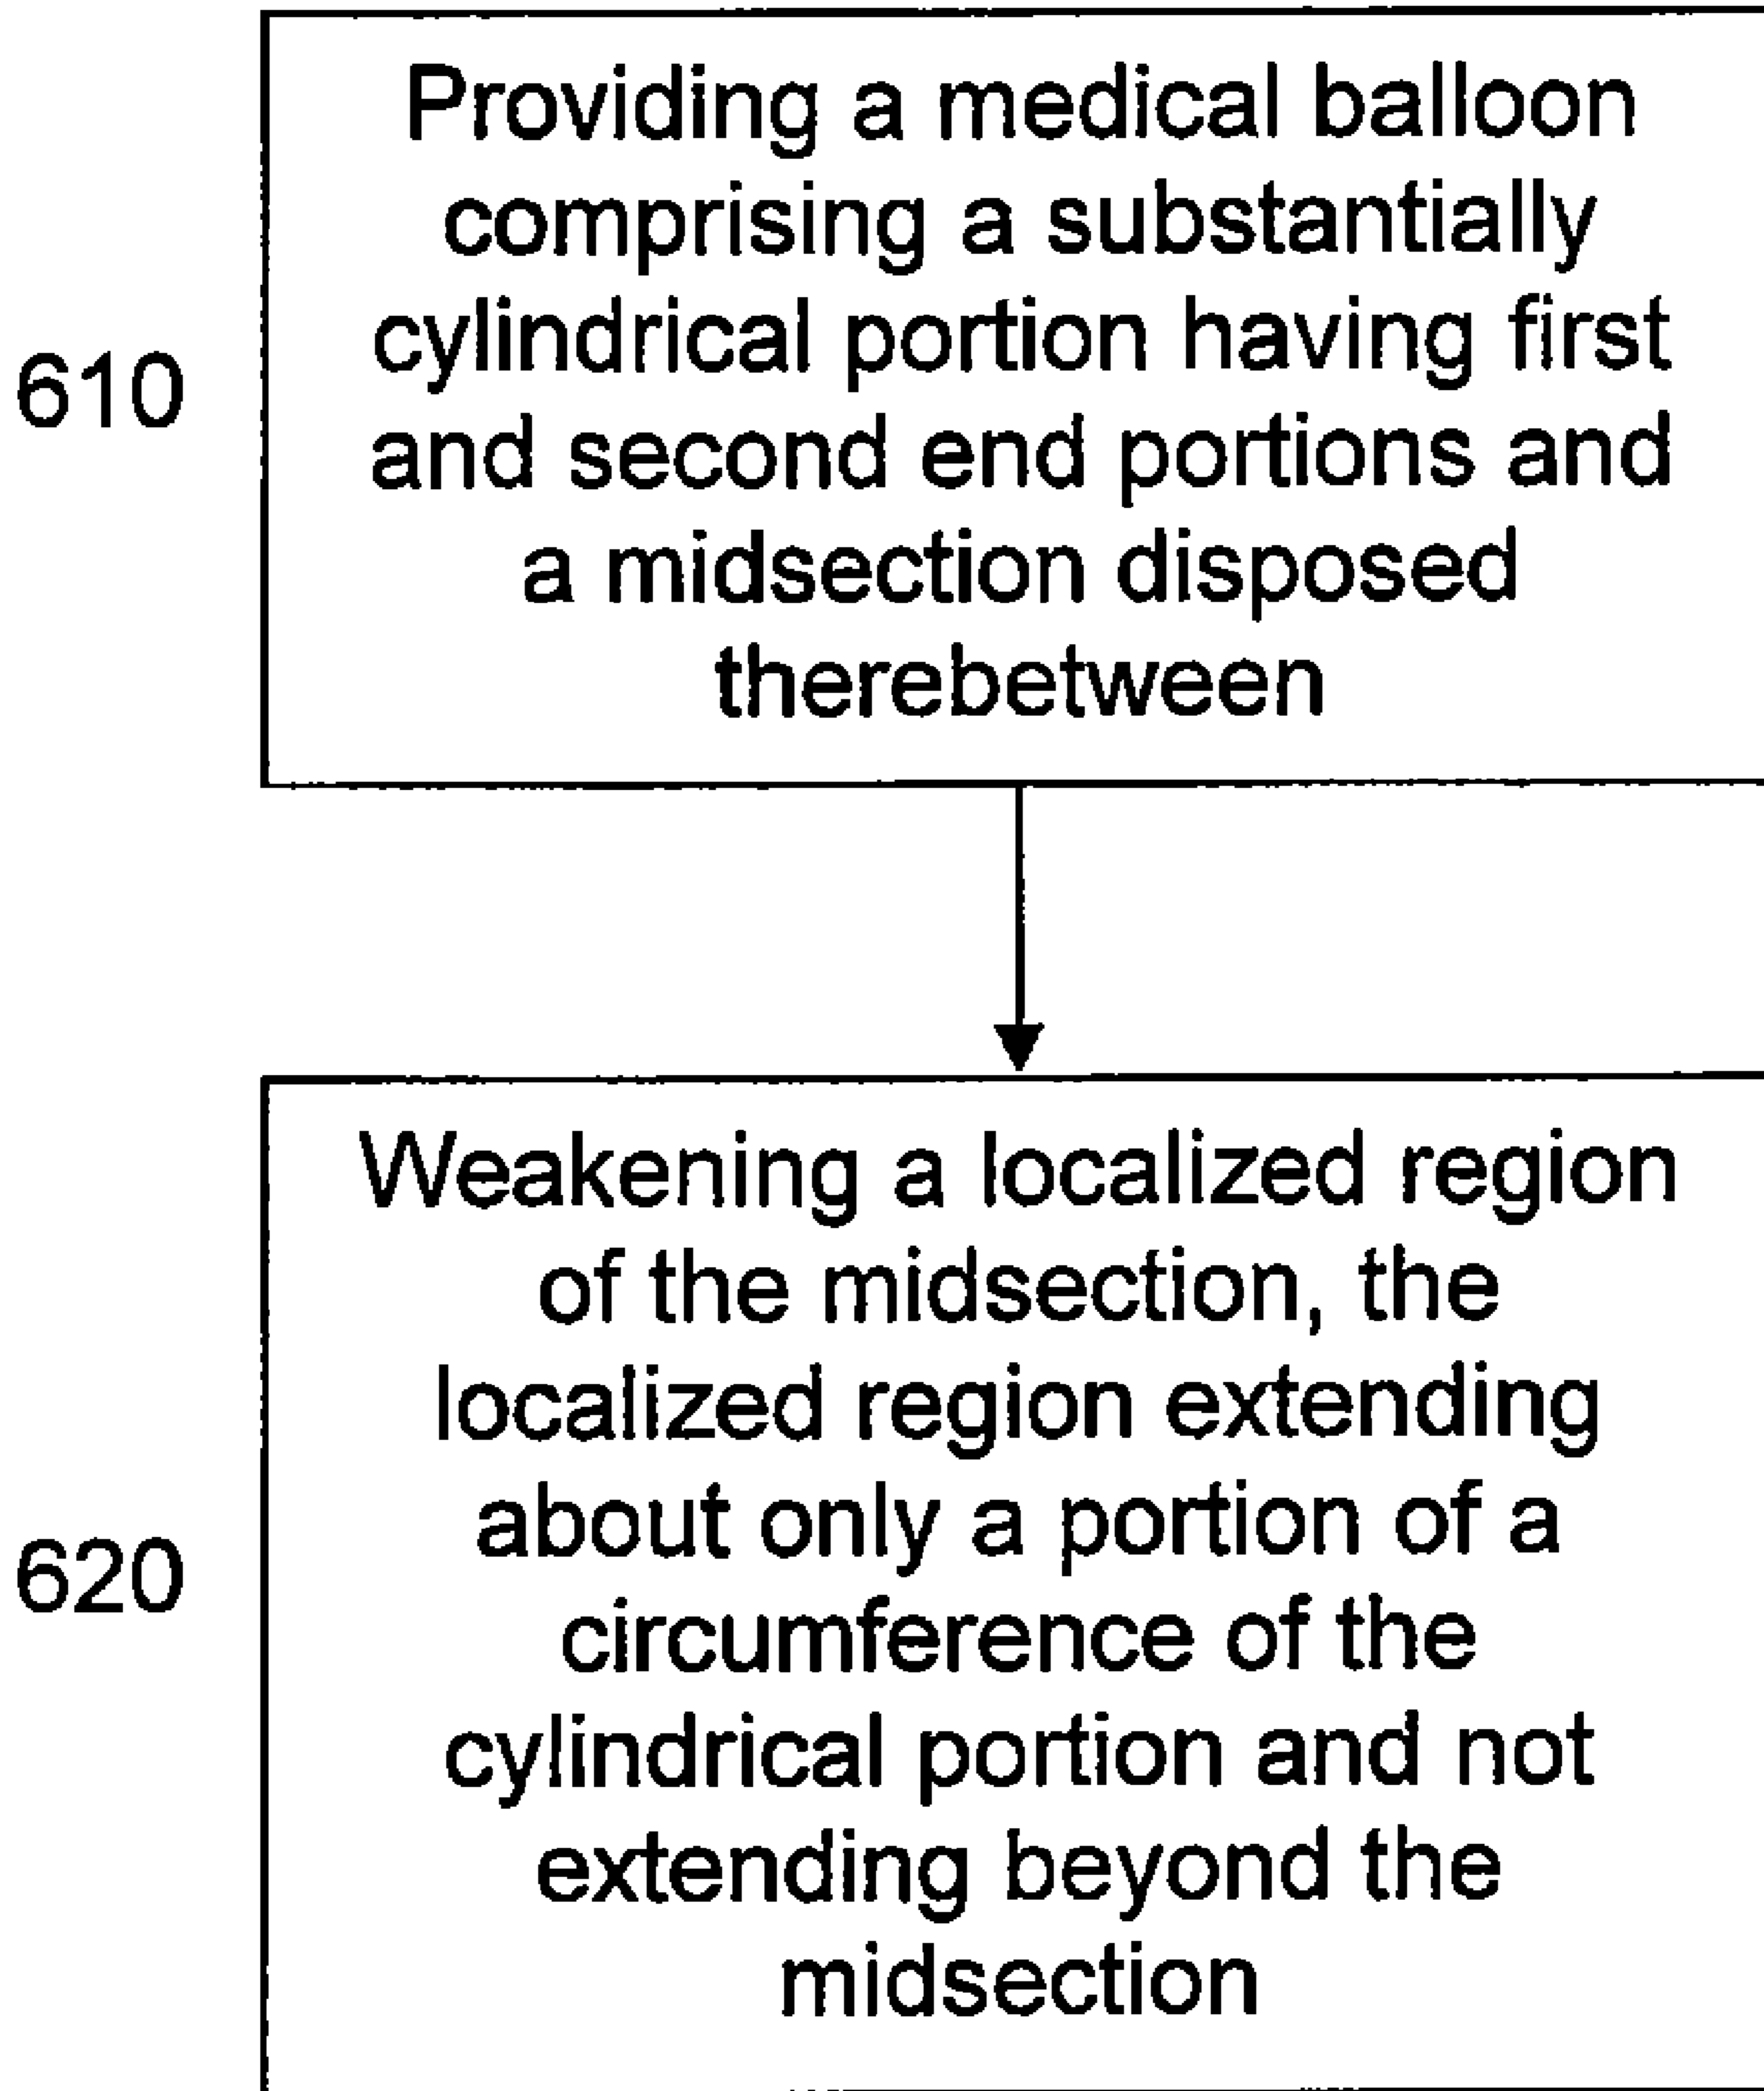 610
Providing a medical balloon
comprising a substantially
cylindrical portion having first
and second end portions and
a midsection disposed
therebetween
620
Weakening a localized region
of the midsection, the
localized region extending
about only a portion of a
circumference of the
cylindrical portion and not
extending beyond the
midsection